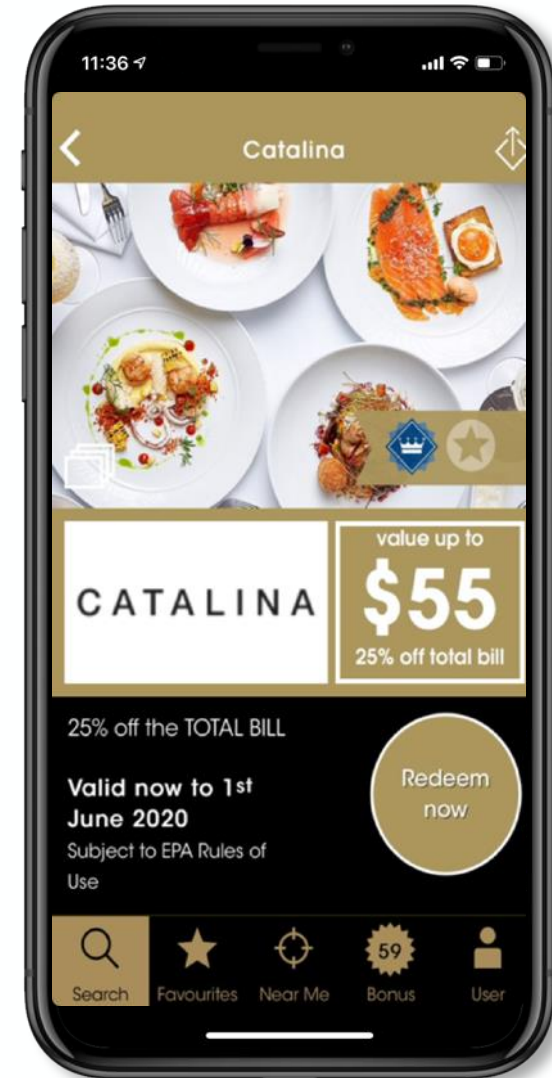 11:36
Catalina
CATALINA
value up to
$55
25% off total bill
25% off the TOTAL BILL
Valid now to 1st
June 2020
Subject to EPA Rules of
Use
Redeem
now
59
Search
Favourites
Near Me
Bonus
User